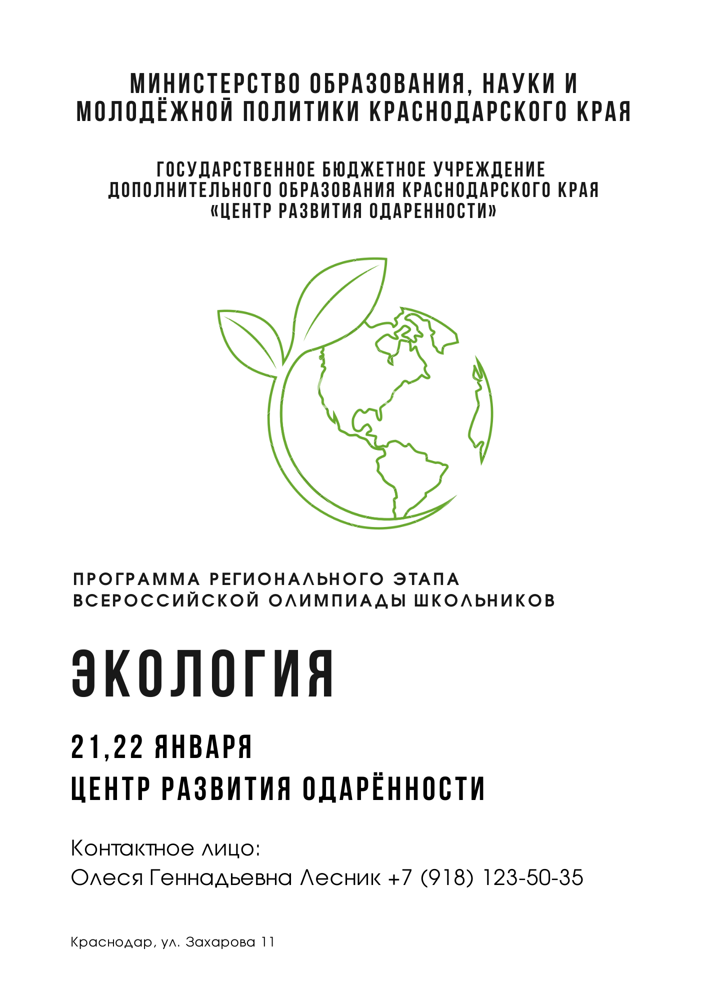 МИНИСТЕРСТВО ОБРАЗОВАНИЯ, НАУКИ И
МОЛОДЁЖНОЙ ПОЛИТИКИ КРАСНОДАРСКОГО КРАЯ
ГОСУДАРСТВЕННОЕ БЮДЖЕТНОЕ УЧРЕЖДЕНИЕ
ДОПОЛНИТЕЛЬНОГО ОБРАЗОВАНИЯ КРАСНОДАРСКОГО КРАЯ
«ЦЕНТР РАЗВИТИЯ ОДАРЕННОСТИ»
ПРОГРАММА РЕГИОНАЛЬНОГО ЭТАПА
ВСЕРОССИЙСКОЙ ОЛИМПИАДЫ ШКОЛЬНИКОВ
ЭКОЛОГИЯ
21,22 ЯНВАРЯ
ЦЕНТР РАЗВИТИЯ ОДАРЁННОСТИ
Контактное лицо:
Олеся Геннадьевна Лесник +7 (918) 123-50-35
Краснодар, ул. Захарова 11